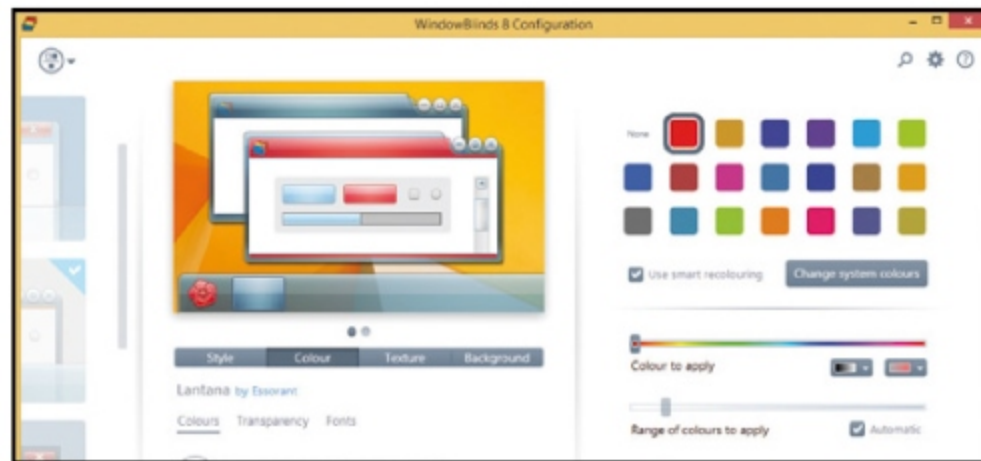 WindowBlinds 8 Configuration
None
Use smart recolouring
Change system colours
Style Colour Texture Background
Colour to apply
Lantana by Essorant
Colours Transparency Fonts
Range of colours to apply
Automatic